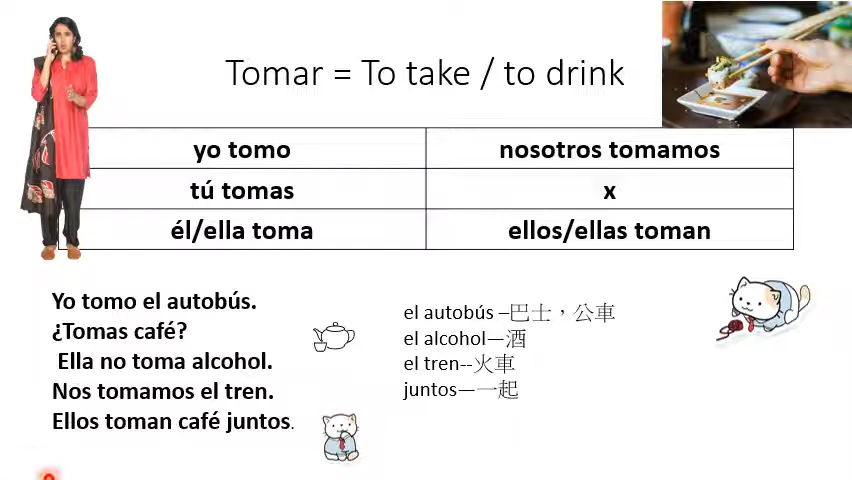 Tomar = To take / to drink
yo tomo
nosotros tomamos
tú tomas
x
él/ella toma
ellos/ellas toman
Yo tomo el autobús.
¿Tomas café?
Ella no toma alcohol.
Nos tomamos el tren.
Ellos toman café juntos.
el autobús –巴士，公車
el alcohol—酒
el tren--火車
juntos—一起